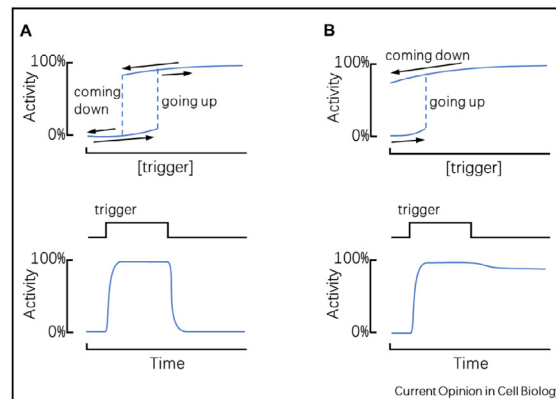 A
100%
Activity
0%
coming
down
going up
[trigger]
trigger
100%
Activity
0%
Time
B
100%
Activity
0%
coming down
going up
[trigger]
trigger
100%
Activity
0%
Time
Current Opinion in Cell Biology